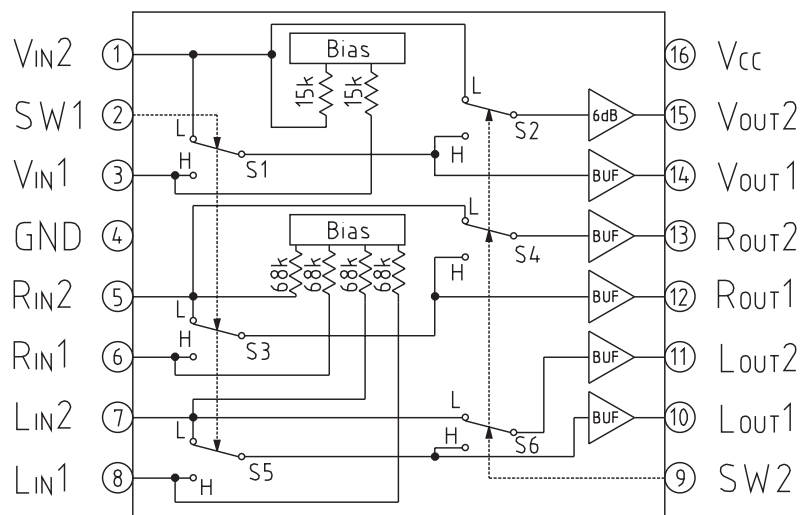 VIN2 1 Bias 16 VCC
15k 15k L
SW1 2 L S2 6dB 15 VOUT2
H H
VIN1 3 S1 BUF 14 VOUT1
L
GND 4 Bias S4 BUF 13 ROUT2
68k 68k 68k 68k H
RIN2 5 L BUF 12 ROUT1
H
RIN1 6 S3 BUF 11 LOUT2
L
LIN2 7 L H S6 BUF 10 LOUT1
S5
LIN1 8 H 9 SW2